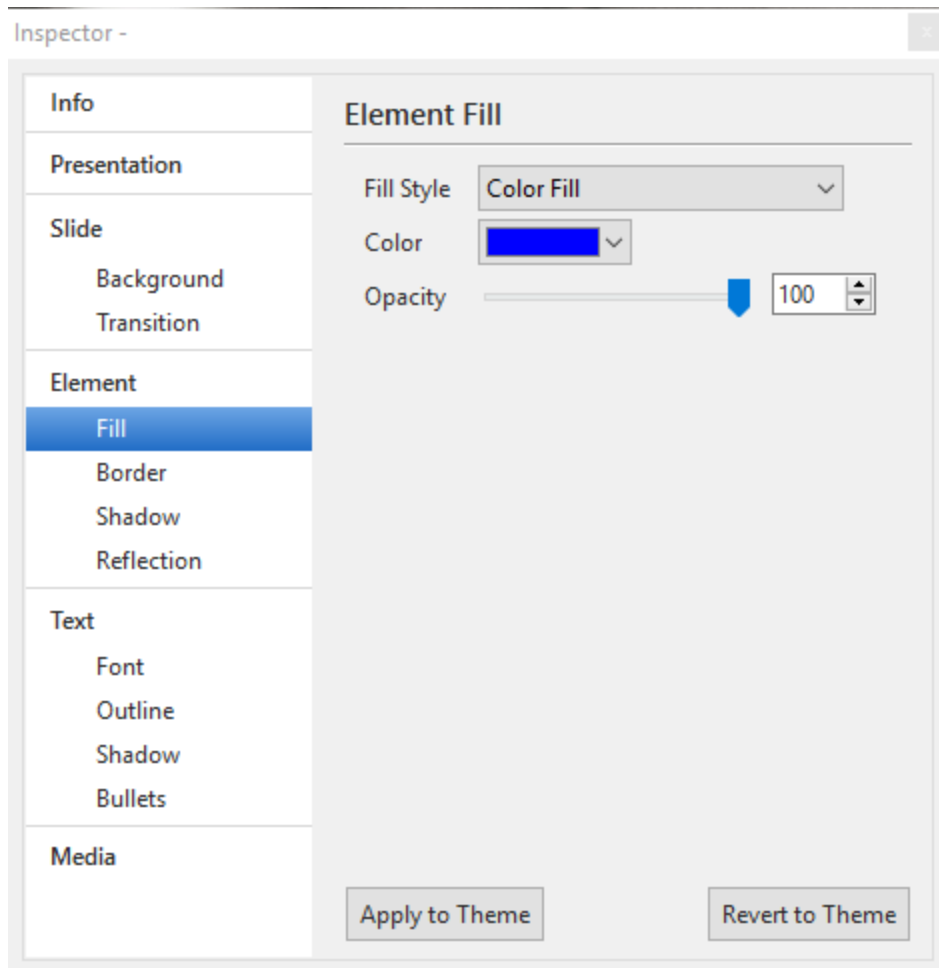 Inspector -
Info
Presentation
Slide
Background
Transition
Element
Fill
Border
Shadow
Reflection
Text
Font
Outline
Shadow
Bullets
Media
Element Fill
Fill Style Color Fill
Color
Opacity 100
Apply to Theme Revert to Theme